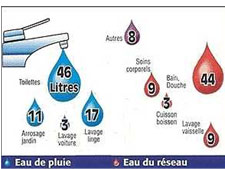 Autres
8
Toilettes
46
Litres
Soins
corporels
9
Bain,
Douche
44
11
Arrosage
jardin
3
Lavage
voiture
17
Lavage
linge
3
Cuisson
boisson
Lavage
vaisselle
9
Eau de pluie
Eau du réseau